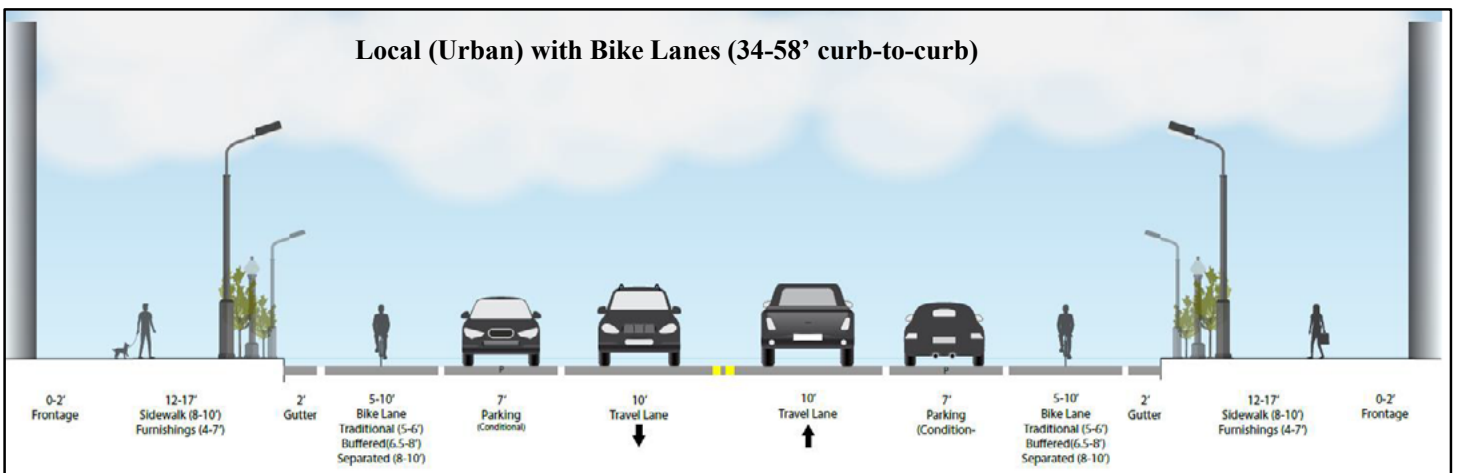 Local (Urban) with Bike Lanes (34-58’ curb-to-curb)
P
P
0-2’
Frontage
12-17’
Sidewalk (8-10’)
Furnishings (4-7’)
2’
Gutter
5-10’
Bike Lane
Traditional (5-6’)
Buffered(6.5-8’)
Separated (8-10’)
7’
Parking
(Conditional)
10’
Travel Lane
10’
Travel Lane
7’
Parking
(Condition-
5-10’
Bike Lane
Traditional (5-6’)
Buffered(6.5-8’)
Separated (8-10’)
2’
Gutter
12-17’
Sidewalk (8-10’)
Furnishings (4-7’)
0-2’
Frontage